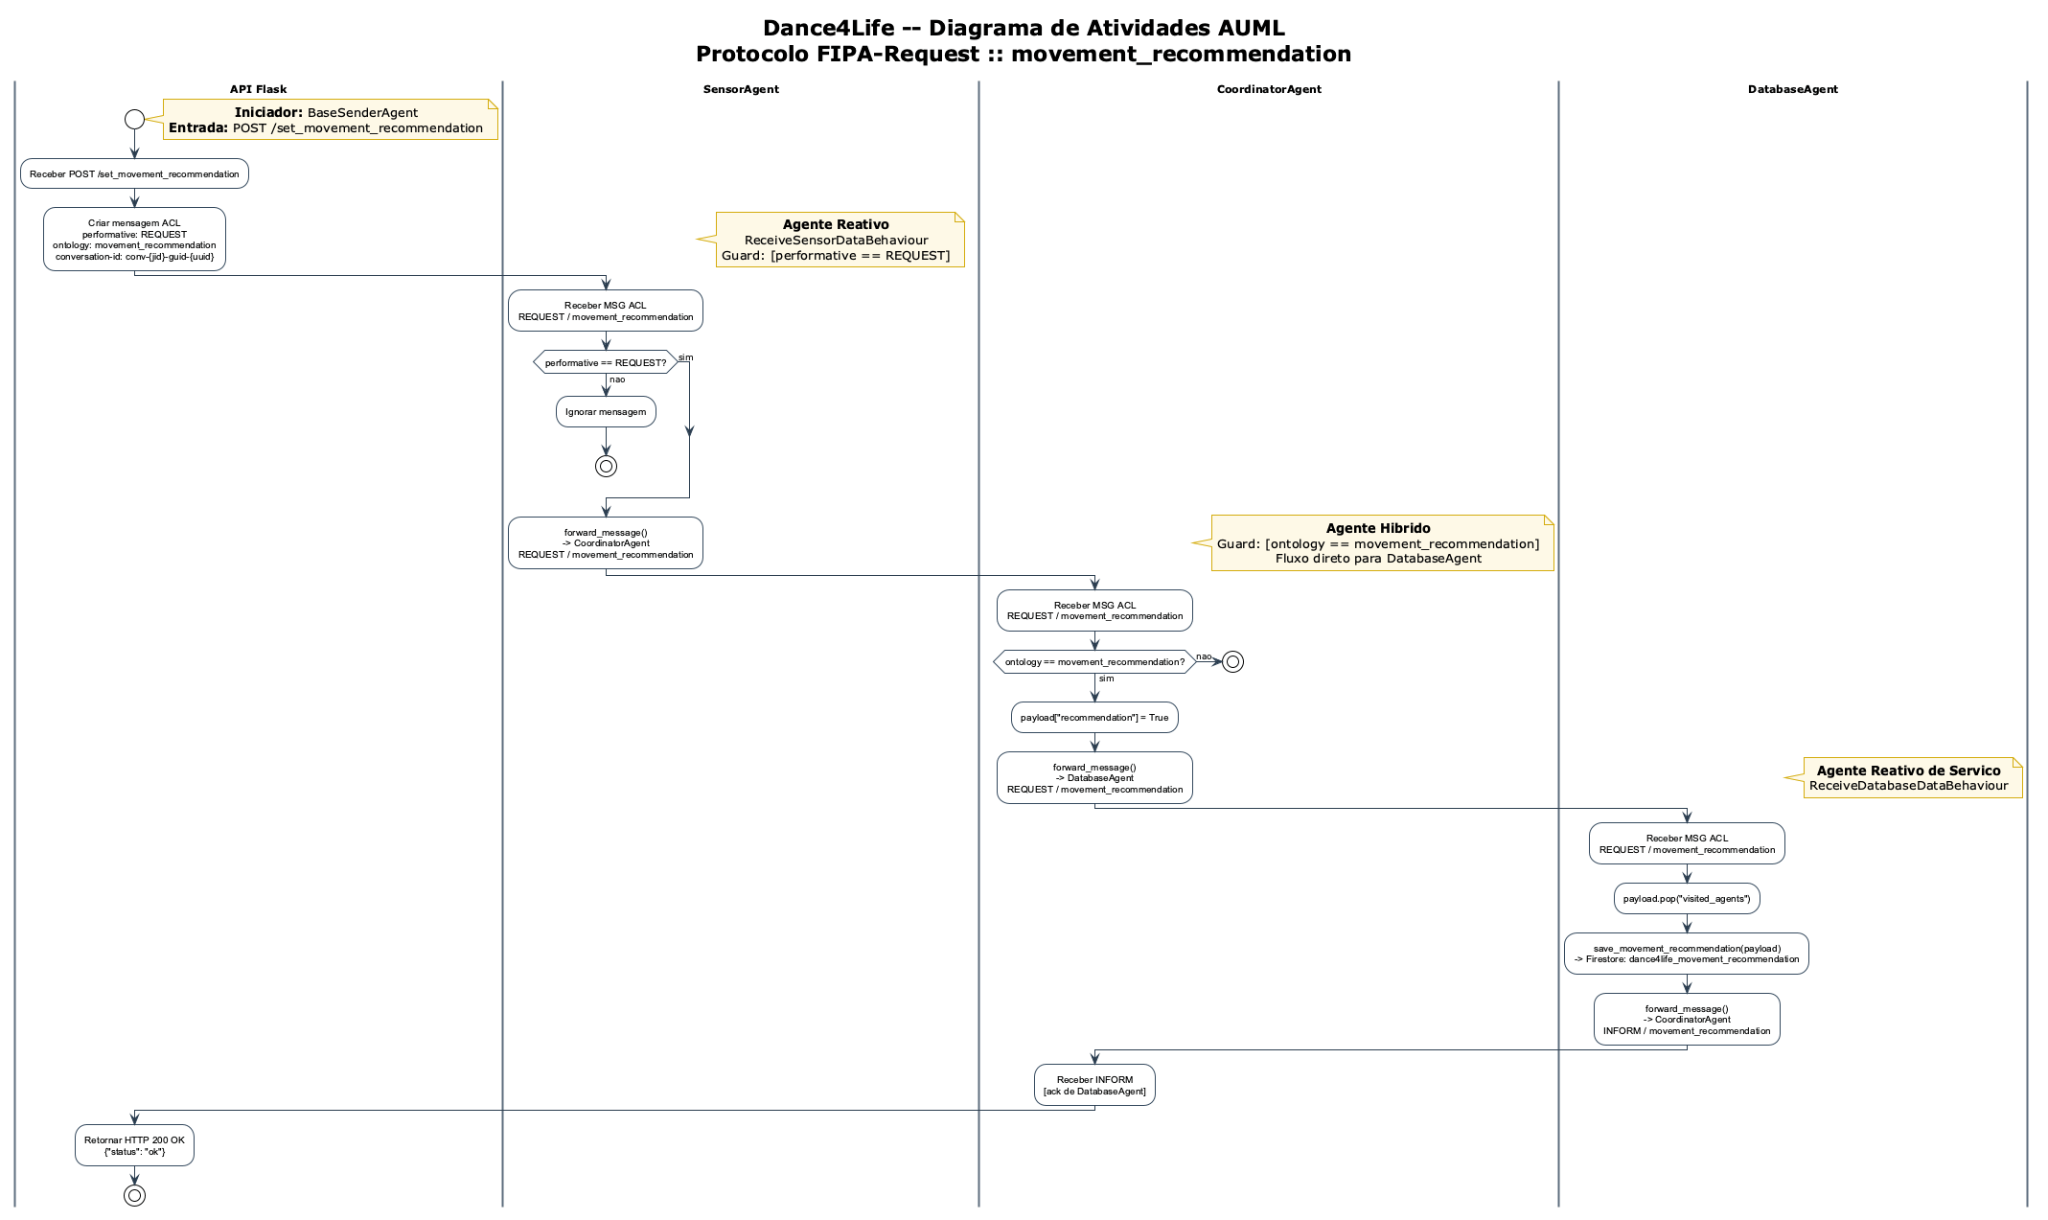 Dance4Life -- Diagrama de Atividades AUML
Protocolo FIPA-Request :: movement_recommendation
API Flask
SensorAgent
CoordinatorAgent
DatabaseAgent
Iniciador: BaseSenderAgent
Entrada: POST /set_movement_recommendation
Receber POST /set_movement_recommendation
Criar mensagem ACL
performative: REQUEST
ontology: movement_recommendation
conversation-id: conv-{jid}-guid-{uuid}
Agente Reativo
ReceiveSensorDataBehaviour
Guard: [performative == REQUEST]
Receber MSG ACL
REQUEST / movement_recommendation
performative == REQUEST?
sim
nao
Ignorar mensagem
forward_message()
-> CoordinatorAgent
REQUEST / movement_recommendation
Agente Hibrido
Guard: [ontology == movement_recommendation]
Fluxo direto para DatabaseAgent
Receber MSG ACL
REQUEST / movement_recommendation
ontology == movement_recommendation?
nao
sim
payload["recommendation"] = True
forward_message()
-> DatabaseAgent
REQUEST / movement_recommendation
Agente Reativo de Servico
ReceiveDatabaseDataBehaviour
Receber MSG ACL
REQUEST / movement_recommendation
payload.pop("visited_agents")
save_movement_recommendation(payload)
-> Firestore: dance4life_movement_recommendation
forward_message()
-> CoordinatorAgent
INFORM / movement_recommendation
Receber INFORM
[ack de DatabaseAgent]
Retornar HTTP 200 OK
{"status": "ok"}